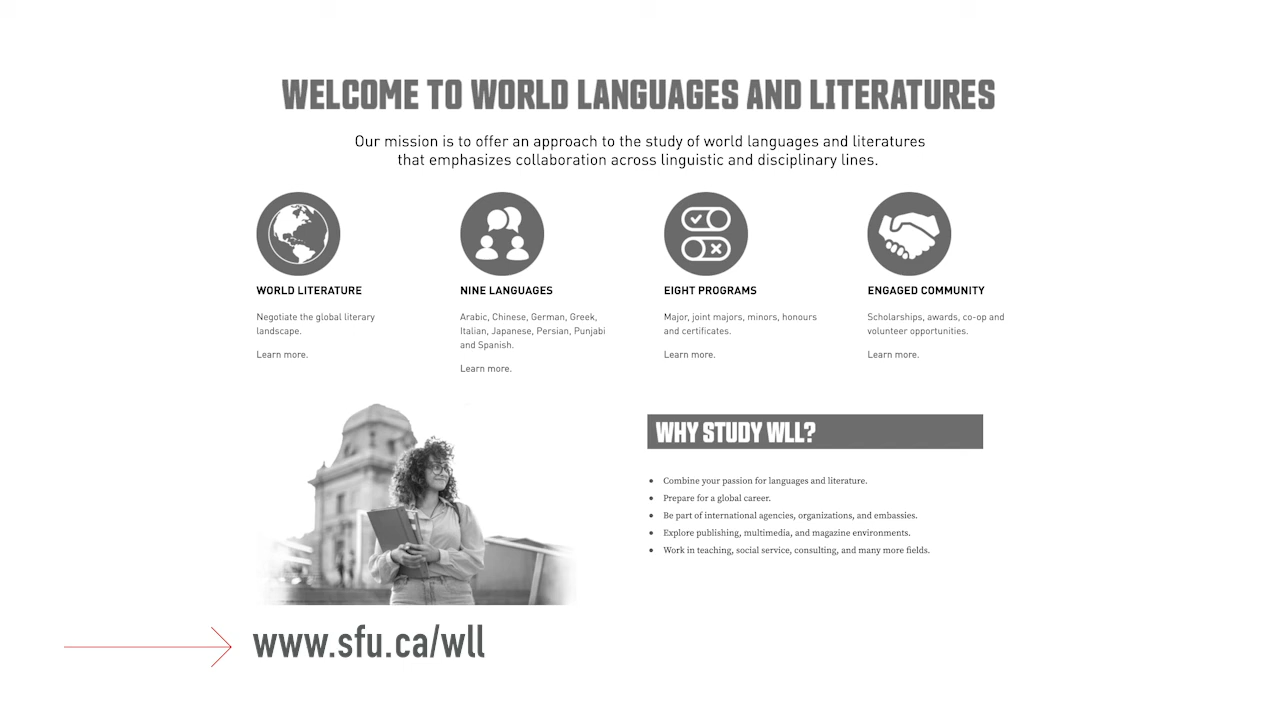 WELCOME TO WORLD LANGUAGES AND LITERATURES
Our mission is to offer an approach to the study of world languages and literatures
that emphasizes collaboration across linguistic and disciplinary lines.
WORLD LITERATURE
Negotiate the global literary
landscape.
Learn more.
NINE LANGUAGES
Arabic, Chinese, German, Greek,
Italian, Japanese, Persian, Punjabi
and Spanish.
Learn more.
EIGHT PROGRAMS
Major, joint majors, minors, honours
and certificates.
Learn more.
ENGAGED COMMUNITY
Scholarships, awards, co-op and
volunteer opportunities.
Learn more.
WHY STUDY WLL?
• Combine your passion for languages and literature.
• Prepare for a global career.
• Be part of international agencies, organizations, and embassies.
• Explore publishing, multimedia, and magazine environments.
• Work in teaching, social service, consulting, and many more fields.
www.sfu.ca/wll